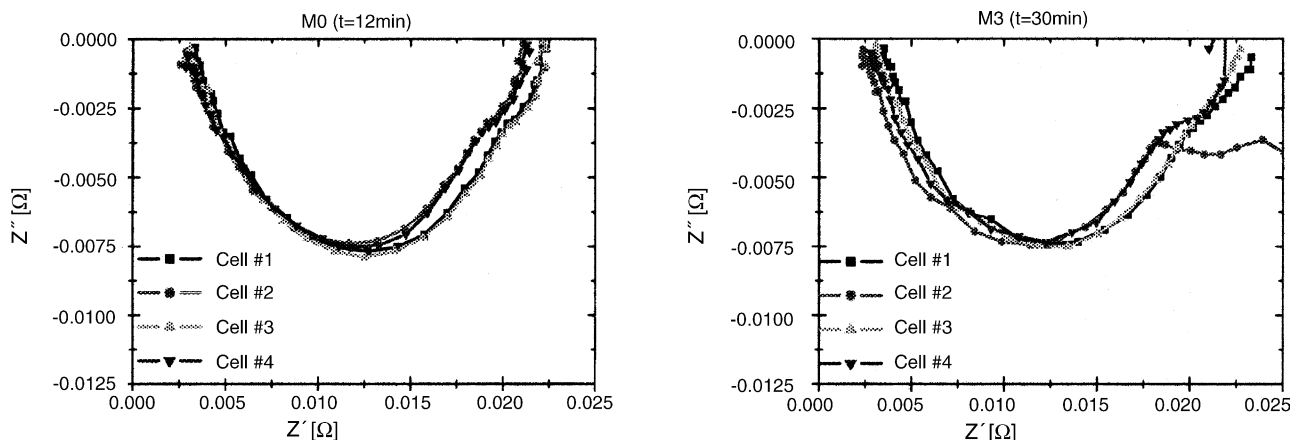 M0 (t=12min)
0.0000
-0.0025
-0.0050
-0.0075
-0.0100
-0.0125
Z″ [Ω]
Cell #1
Cell #2
Cell #3
Cell #4
0.000 0.005 0.010 0.015 0.020 0.025
Z′ [Ω]
M3 (t=30min)
0.0000
-0.0025
-0.0050
-0.0075
-0.0100
-0.0125
Z″ [Ω]
Cell #1
Cell #2
Cell #3
Cell #4
0.000 0.005 0.010 0.015 0.020 0.025
Z′ [Ω]